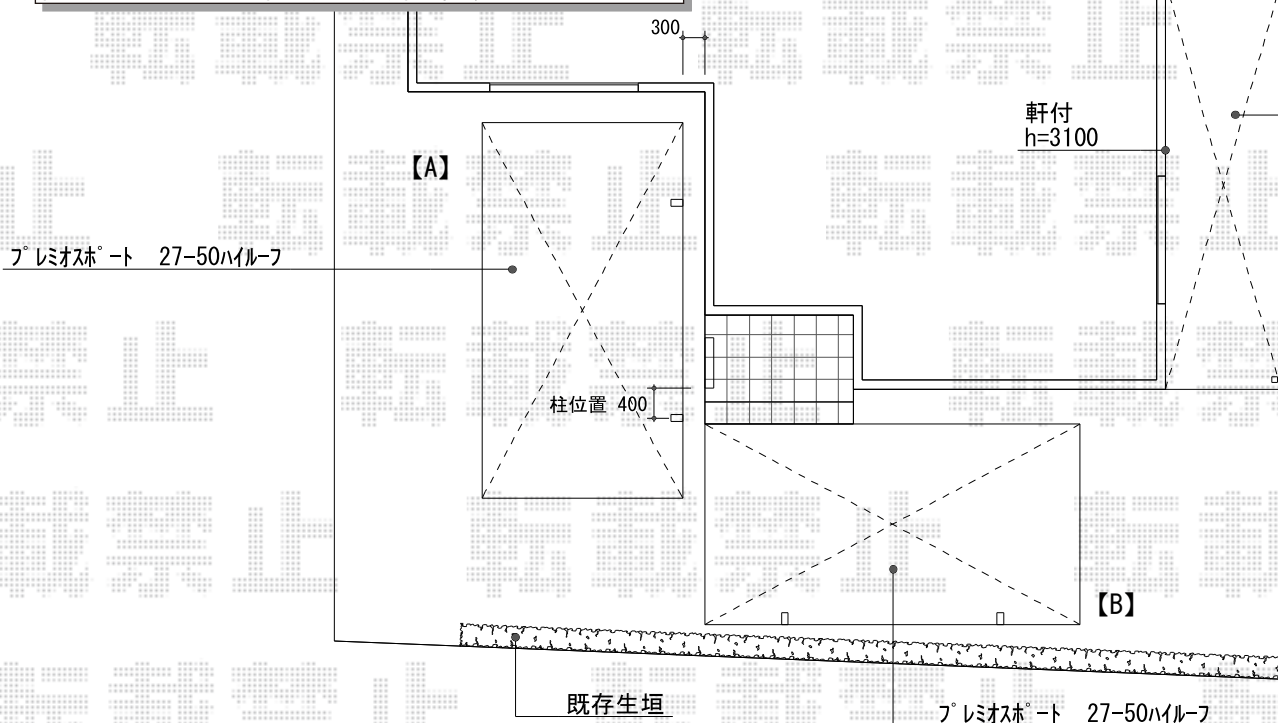 300
軒付
h=3100
【A】
プレミオスポート 27-50ハイルーフ
柱位置 400
【B】
既存生垣
プレミオスポート 27-50ハイルーフ
転載禁止